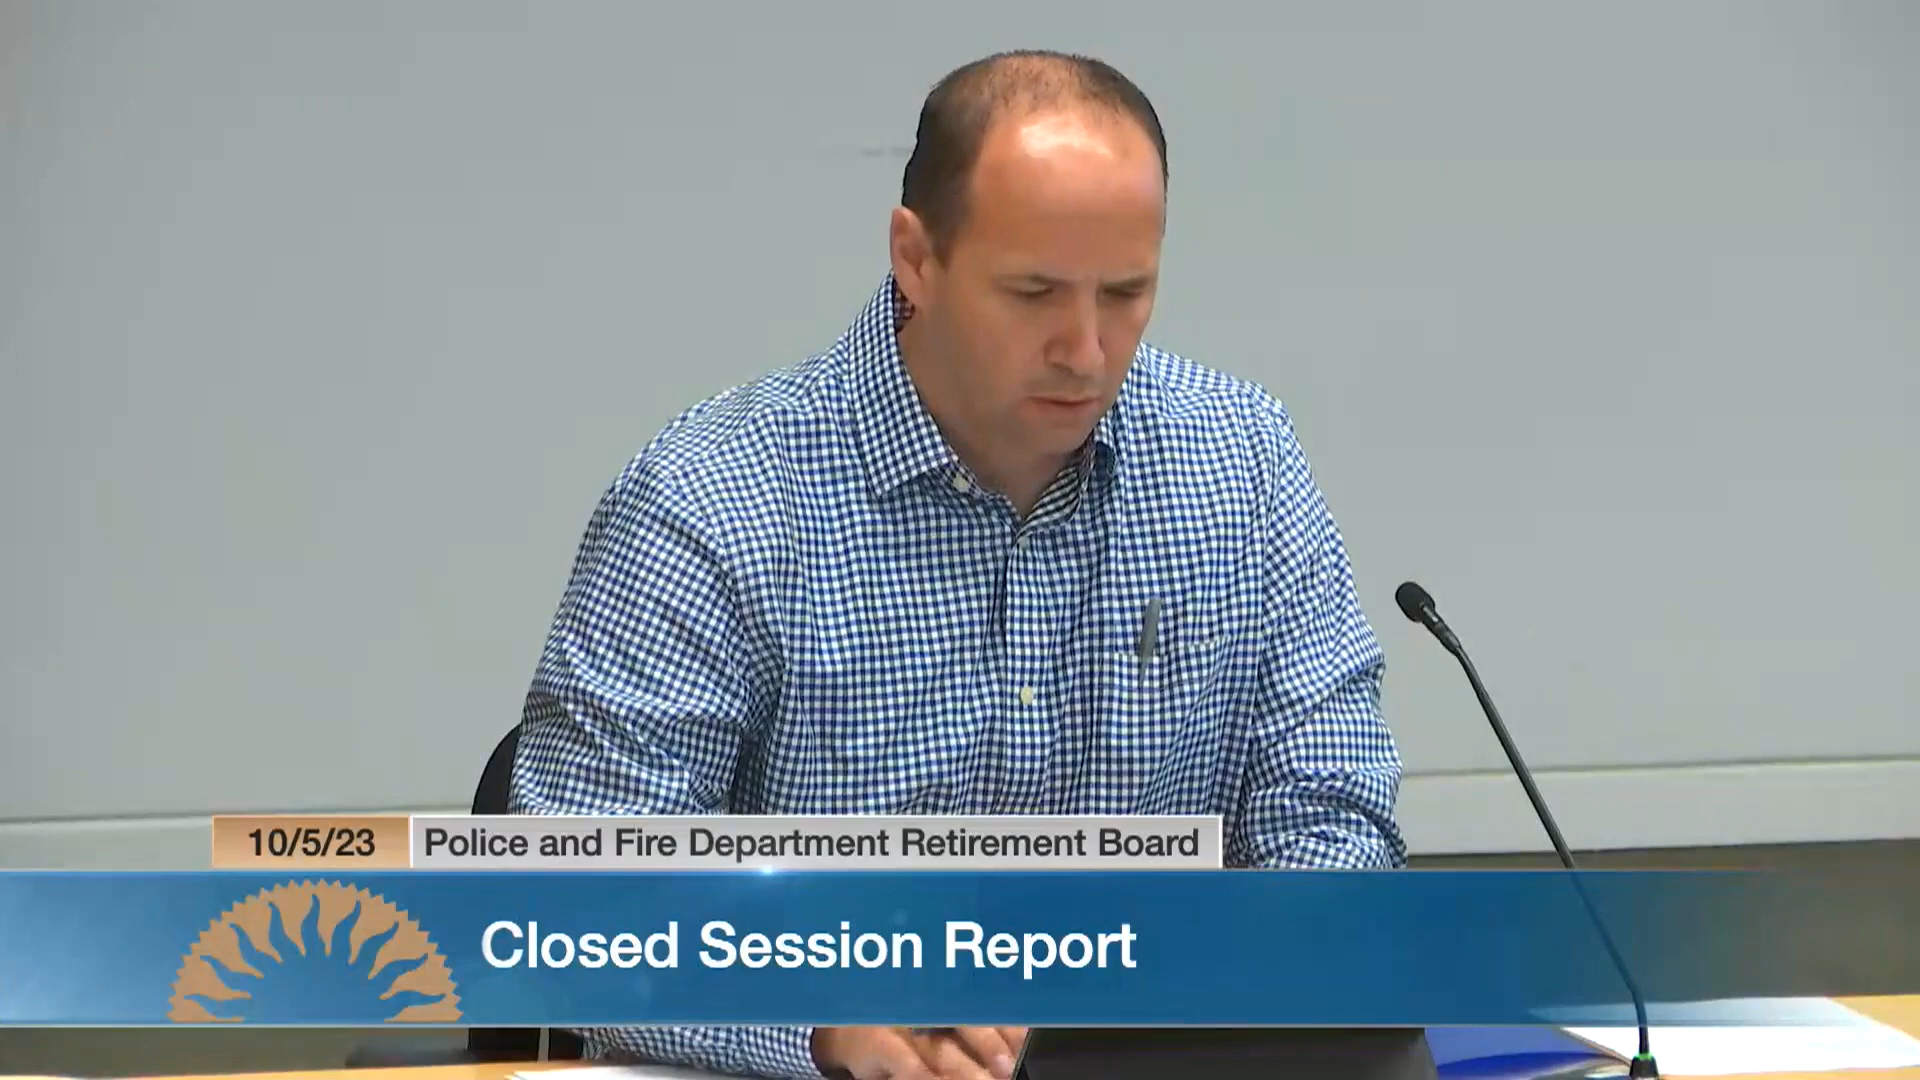 10/5/23
Police and Fire Department Retirement Board
Closed Session Report